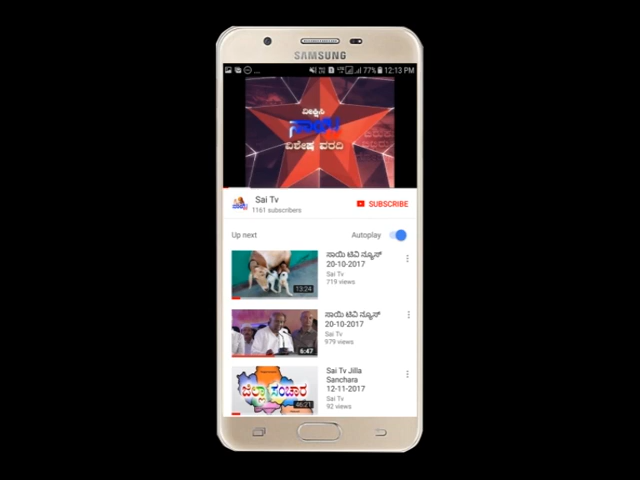 SAMSUNG
77% 12:13 PM
ವೀಕ್ಷಿಸಿ
ವಿಶೇಷ ವರದಿ
Sai Tv
1161 subscribers
SUBSCRIBE
Up next
Autoplay
ಸಾಯಿ ಟಿವಿ ನ್ಯೂಸ್
20-10-2017
Sai Tv
719 views
13:24
ಸಾಯಿ ಟಿವಿ ನ್ಯೂಸ್
20-10-2017
Sai Tv
979 views
6:47
Sai Tv Jilla
Sanchara
12-11-2017
Sai Tv
92 views
ಜಿಲ್ಲಾ ಸಂಚಾರ
46:21